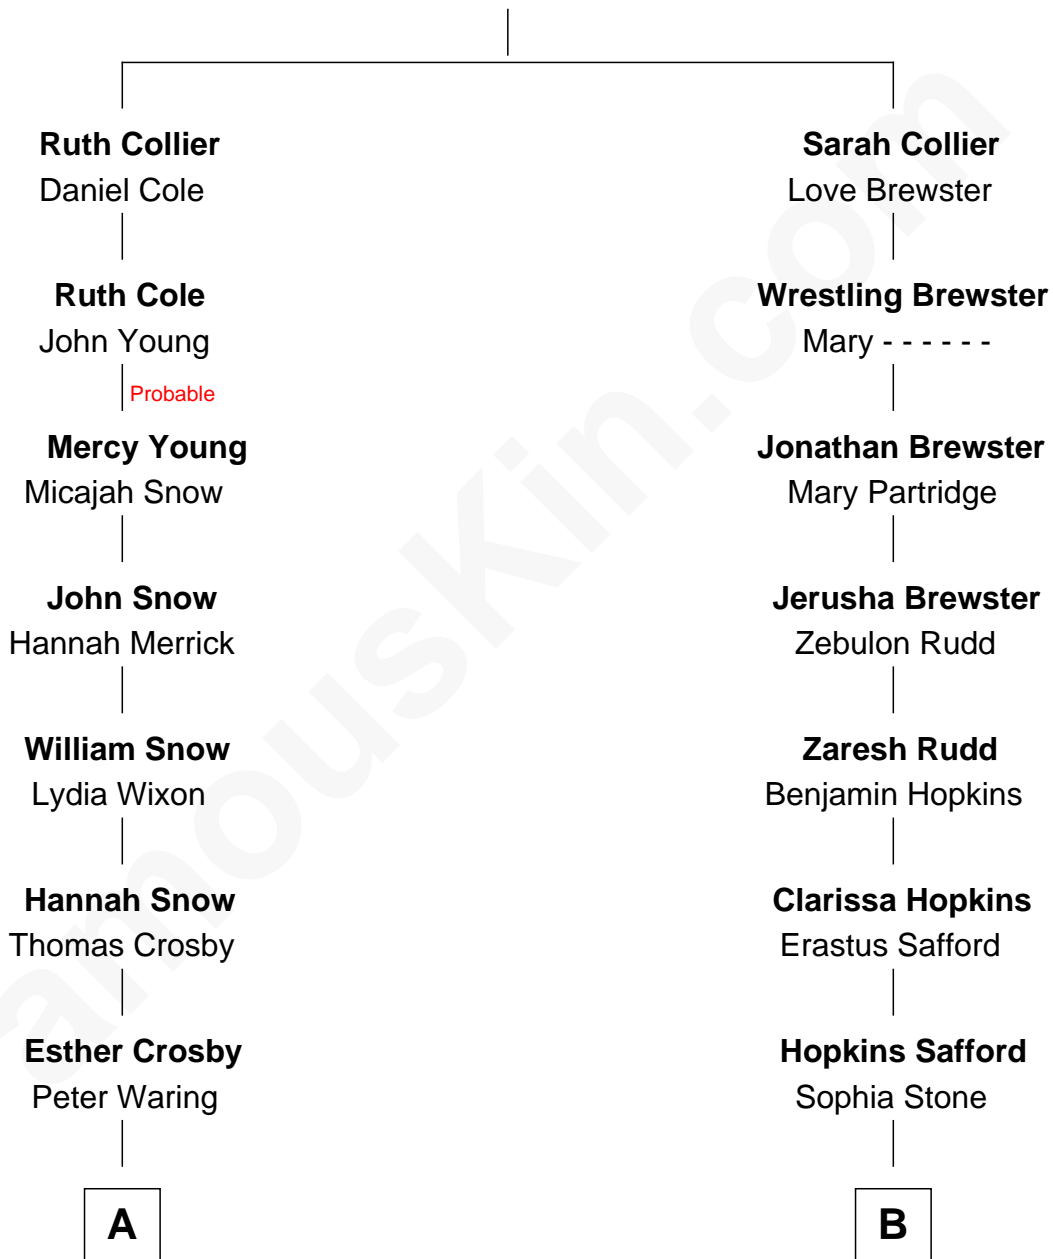 Ruth Collier
Daniel Cole
Ruth Cole
John Young
Probable
Mercy Young
Micajah Snow
John Snow
Hannah Merrick
William Snow
Lydia Wixon
Hannah Snow
Thomas Crosby
Esther Crosby
Peter Waring
A
Sarah Collier
Love Brewster
Wrestling Brewster
Mary - - - - - -
Jonathan Brewster
Mary Partridge
Jerusha Brewster
Zebulon Rudd
Zaresh Rudd
Benjamin Hopkins
Clarissa Hopkins
Erastus Safford
Hopkins Safford
Sophia Stone
B
amousKin.com